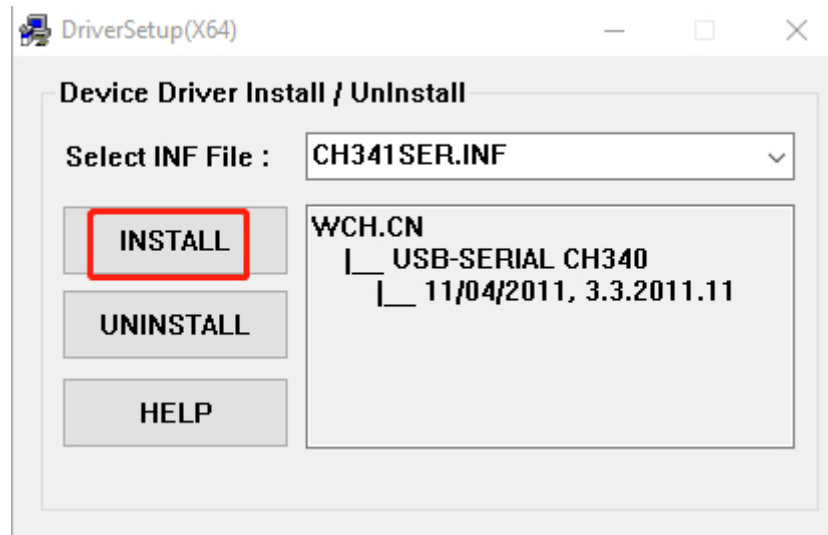 DriverSetup(X64)
Device Driver Install / UnInstall
Select INF File :
CH341SER.INF
INSTALL
UNINSTALL
HELP
WCH.CN
|__ USB-SERIAL CH340
|__ 11/04/2011, 3.3.2011.11